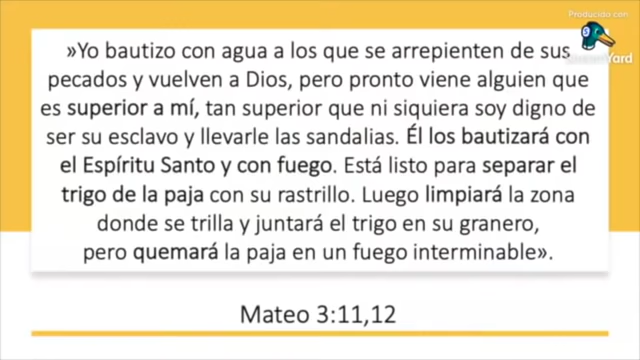 Producido con
StreamYard
»Yo bautizo con agua a los que se arrepienten de sus
pecados y vuelven a Dios, pero pronto viene alguien que
es superior a mí, tan superior que ni siquiera soy digno de
ser su esclavo y llevarle las sandalias. Él los bautizará con
el Espíritu Santo y con fuego. Está listo para separar el
trigo de la paja con su rastrillo. Luego limpiará la zona
donde se trilla y juntará el trigo en su granero,
pero quemará la paja en un fuego interminable».
Mateo 3:11,12